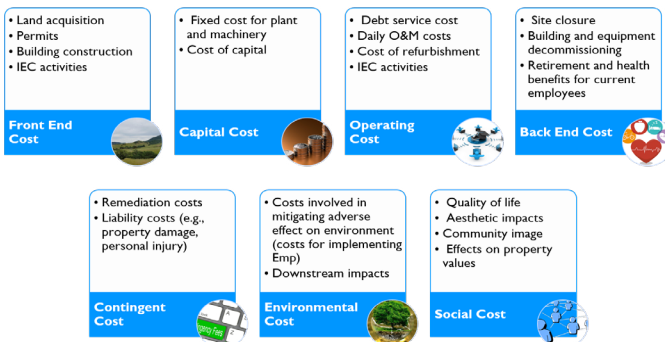 • Land acquisition
• Permits
• Building construction
• IEC activities
Front End
Cost
• Fixed cost for plant
and machinery
• Cost of capital
Capital Cost
• Debt service cost
• Daily O&M costs
• Cost of refurbishment
• IEC activities
Operating
Cost
• Site closure
• Building and equipment
decommissioning
• Retirement and health
benefits for current
employees
Back End Cost
• Remediation costs
• Liability costs (e.g.,
property damage,
personal injury)
Contingent
Cost
• Costs involved in
mitigating adverse
effect on environment
(costs for implementing
Emp)
• Downstream impacts
Environmental
Cost
• Quality of life
• Aesthetic impacts
• Community image
• Effects on property
values
Social Cost